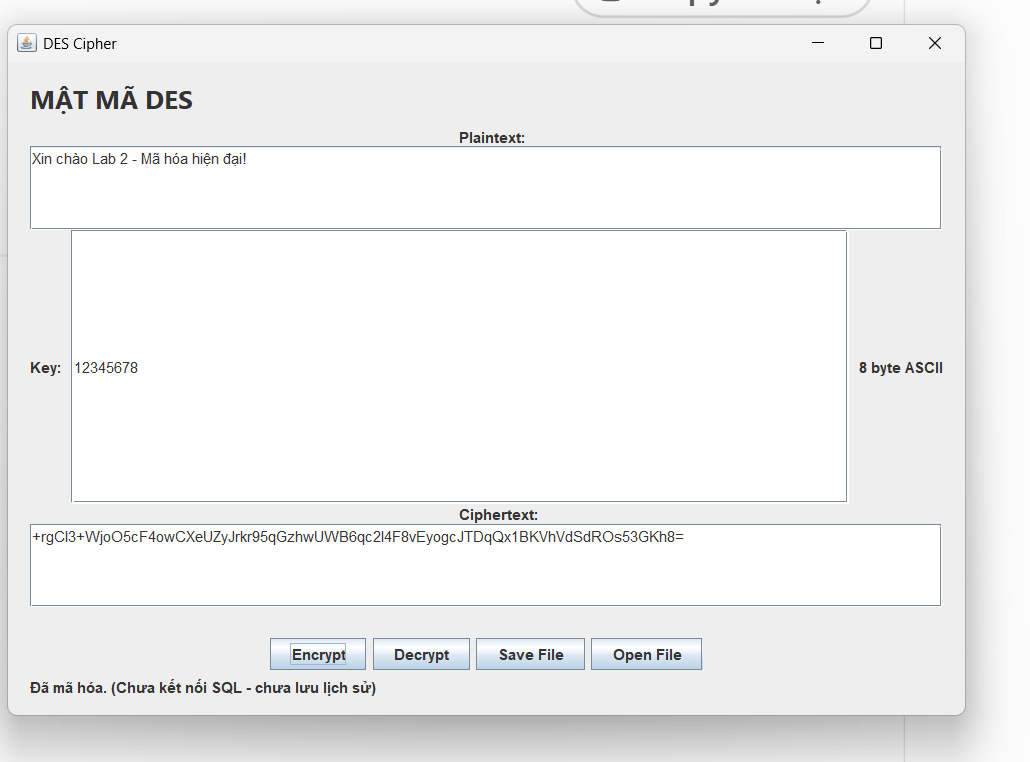 DES Cipher
MẬT MÃ DES
Plaintext:
Xin chào Lab 2 - Mã hóa hiện đại!
Key:
12345678
8 byte ASCII
Ciphertext:
+rgCl3+WjoO5cF4owCXeUZyJrkr95qGzhwUWB6qc2l4F8vEyogcJTDqQx1BKVhVdSdROs53GKh8=
Encrypt
Decrypt
Save File
Open File
Đã mã hóa. (Chưa kết nối SQL - chưa lưu lịch sử)